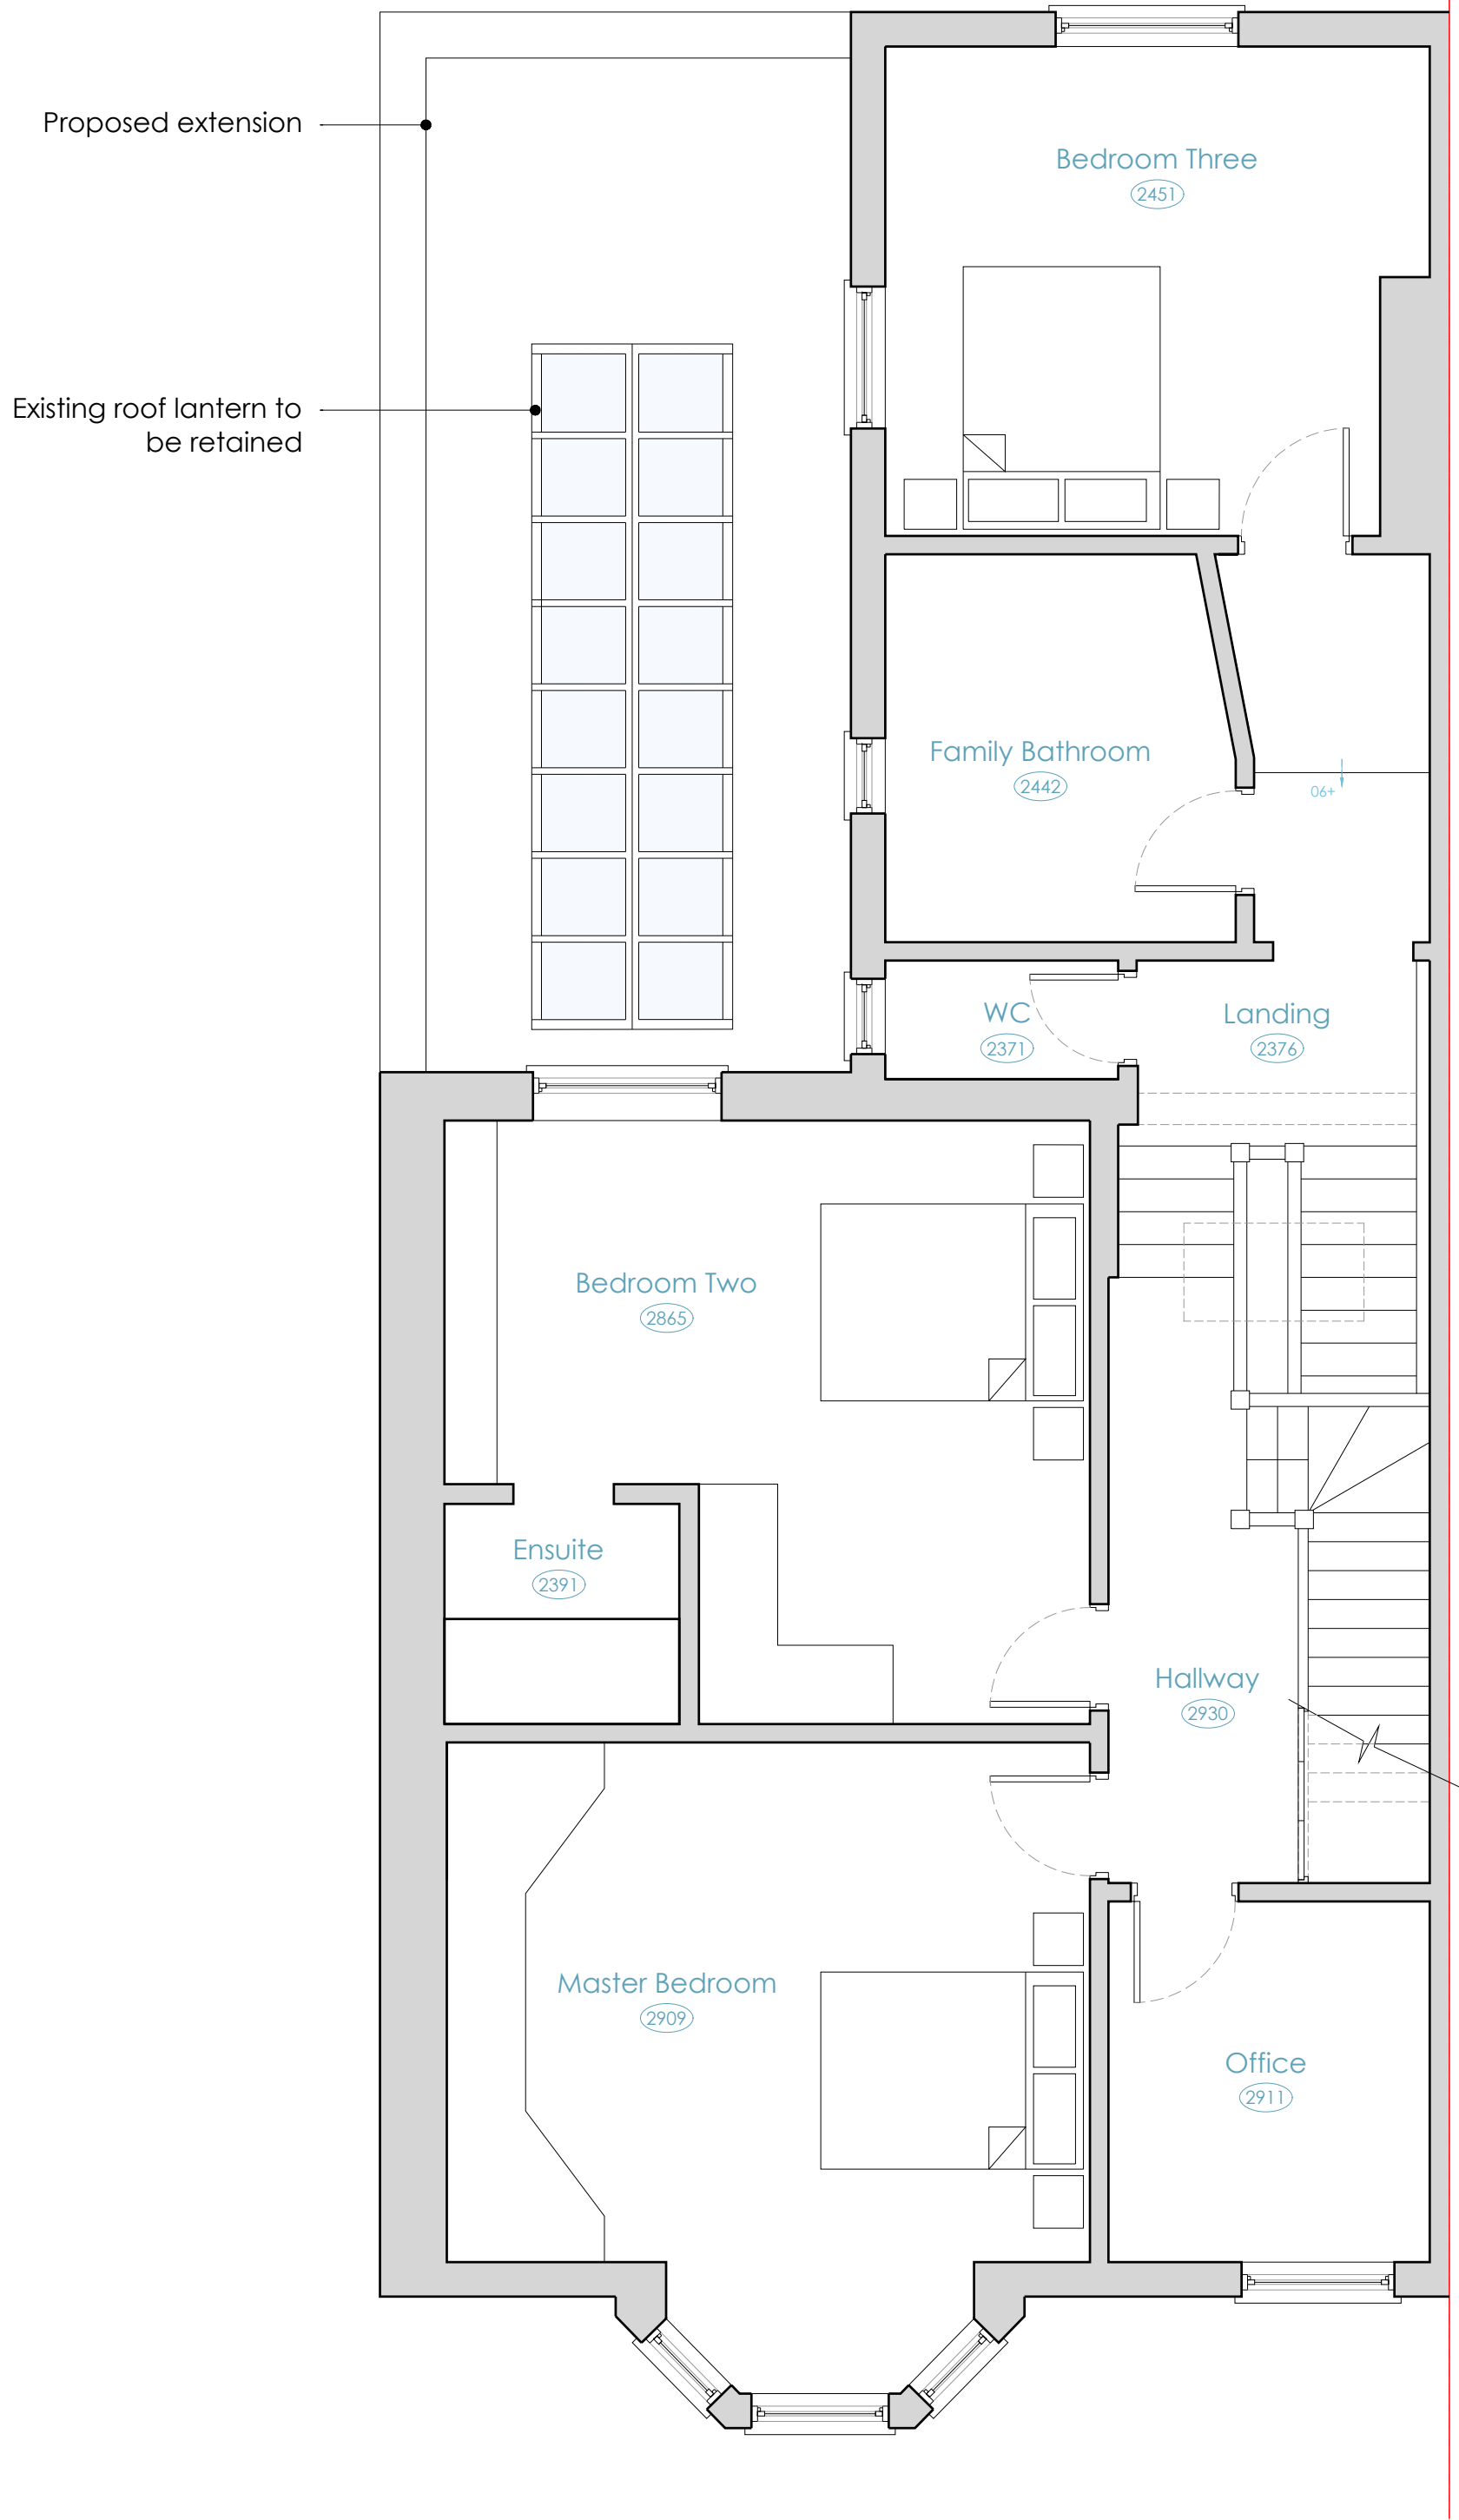 Proposed extension
Bedroom Three
2451
Existing roof lantern to
be retained
Family Bathroom
2442
+90
WC
2371
Landing
2376
Bedroom Two
2865
Ensuite
2391
Hallway
2930
Master Bedroom
2909
Office
2911